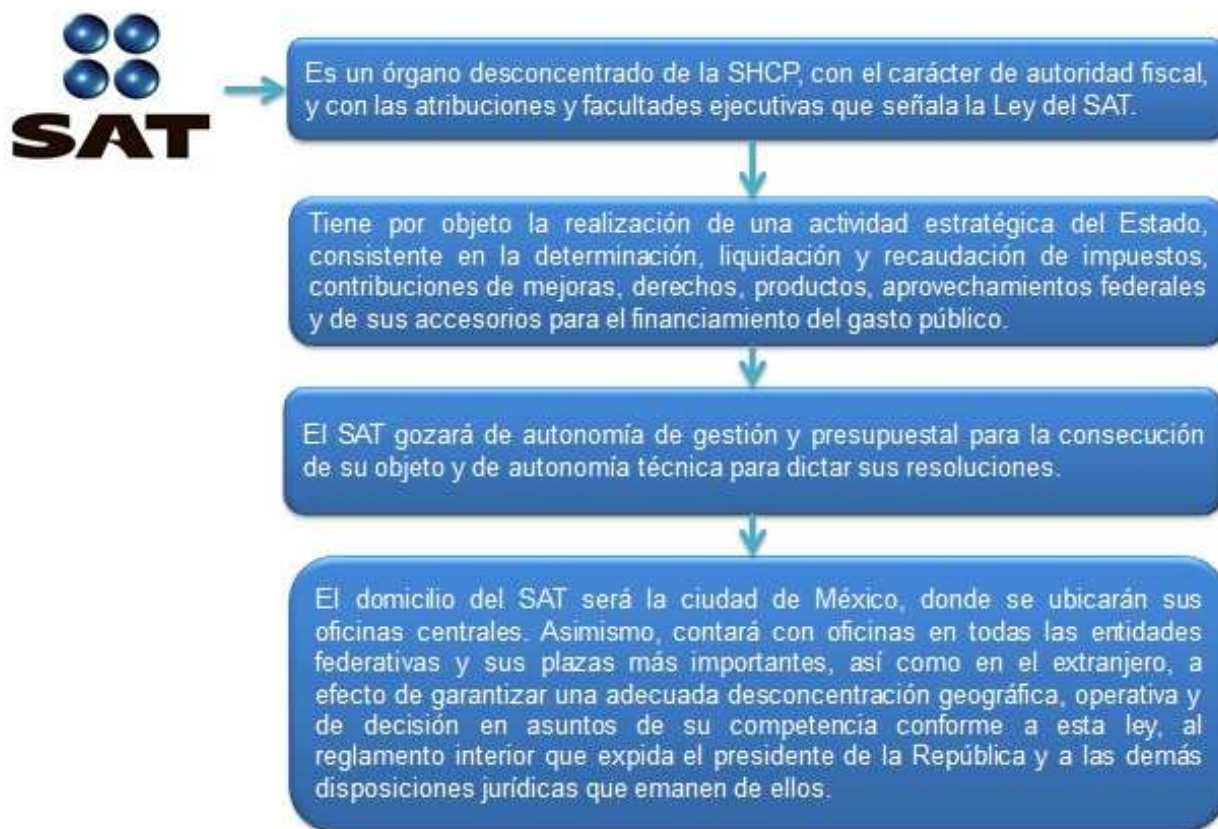 SAT
Es un órgano desconcentrado de la SHCP, con el carácter de autoridad fiscal,
y con las atribuciones y facultades ejecutivas que señala la Ley del SAT.
Tiene por objeto la realización de una actividad estratégica del Estado,
consistente en la determinación, liquidación y recaudación de impuestos,
contribuciones de mejoras, derechos, productos, aprovechamientos federales
y de sus accesorios para el financiamiento del gasto público.
El SAT gozará de autonomía de gestión y presupuestal para la consecución
de su objeto y de autonomía técnica para dictar sus resoluciones.
El domicilio del SAT será la ciudad de México, donde se ubicarán sus
oficinas centrales. Asimismo, contará con oficinas en todas las entidades
federativas y sus plazas más importantes, así como en el extranjero, a
efecto de garantizar una adecuada desconcentración geográfica, operativa y
de decisión en asuntos de su competencia conforme a esta ley, al
reglamento interior que expida el presidente de la República y a las demás
disposiciones jurídicas que emanen de ellos.